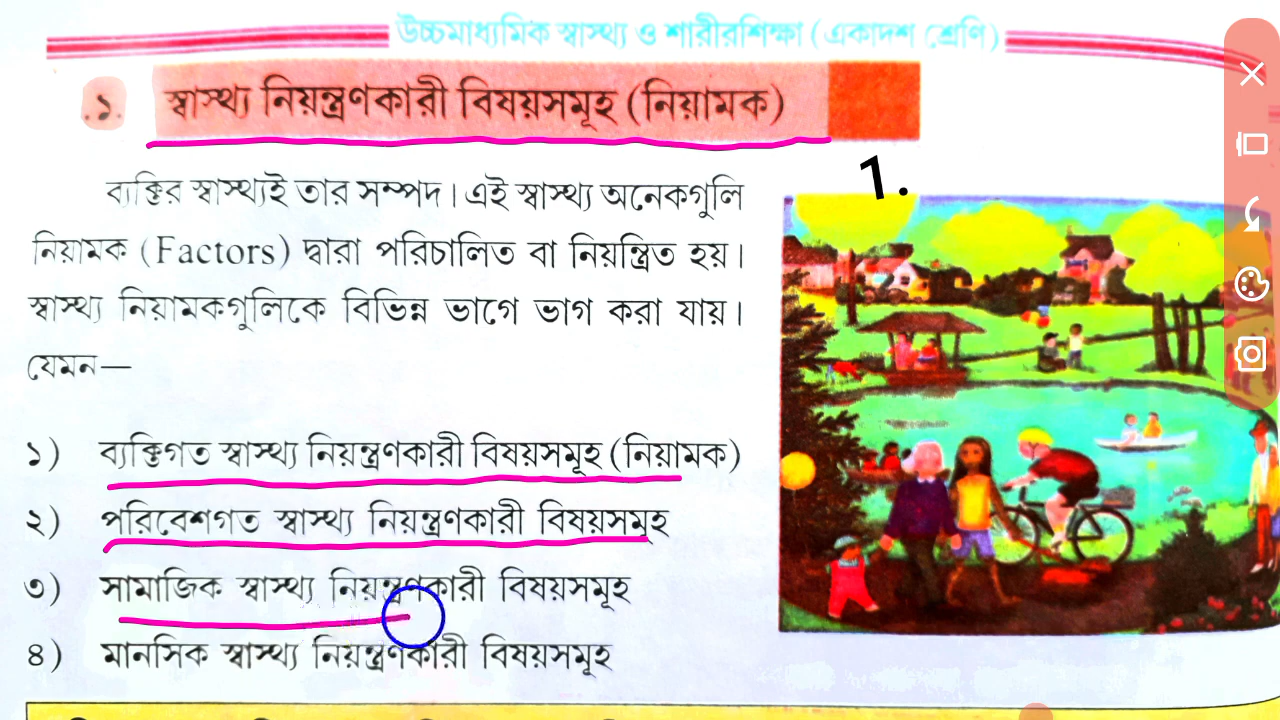 উচ্চমাধ্যমিক স্বাস্থ্য ও শারীরশিক্ষা (একাদশ শ্রেণি)
.১. স্বাস্থ্য নিয়ন্ত্রণকারী বিষয়সমূহ (নিয়ামক)
1.
ব্যক্তির স্বাস্থ্যই তার সম্পদ। এই স্বাস্থ্য অনেকগুলি
নিয়ামক (Factors) দ্বারা পরিচালিত বা নিয়ন্ত্রিত হয়।
স্বাস্থ্য নিয়ামকগুলিকে বিভিন্ন ভাগে ভাগ করা যায়।
যেমন—
১) ব্যক্তিগত স্বাস্থ্য নিয়ন্ত্রণকারী বিষয়সমূহ (নিয়ামক)
২) পরিবেশগত স্বাস্থ্য নিয়ন্ত্রণকারী বিষয়সমূহ
৩) সামাজিক স্বাস্থ্য নিয়ন্ত্রণকারী বিষয়সমূহ
৪) মানসিক স্বাস্থ্য নিয়ন্ত্রণকারী বিষয়সমূহ